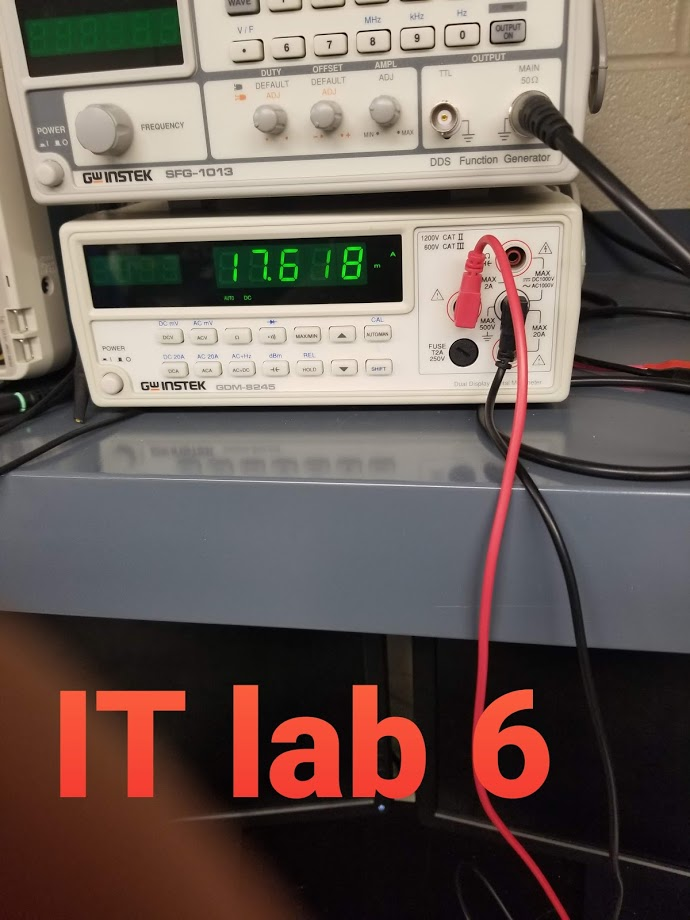 WAVE
V / F
MHz
kHz
Hz
• 6 7 8 9 0
OUTPUT ON
DUTY
OFFSET
AMPL
OUTPUT
DEFAULT
DEFAULT
ADJ
TTL
MAIN
ADJ
ADJ
50Ω
POWER
FREQUENCY
MIN MAX
GW INSTEK SFG-1013
DDS Function Generator
17.618 m A
AUTO DC
1200V CAT II
600V CAT III
MAX
DC1000V
AC1000V
MAX
2A
MAX
500V
MAX
20A
FUSE
T2A
250V
DC mV
AC mV
CAL
DCV
ACV
Ω
MAX/MIN
AUTO/MAN
POWER
DC 20A
AC 20A
AC+Hz
dBm
REL
DCA
ACA
AC+DC
HOLD
SHIFT
GW INSTEK GDM-8245
Dual Display
IT lab 6